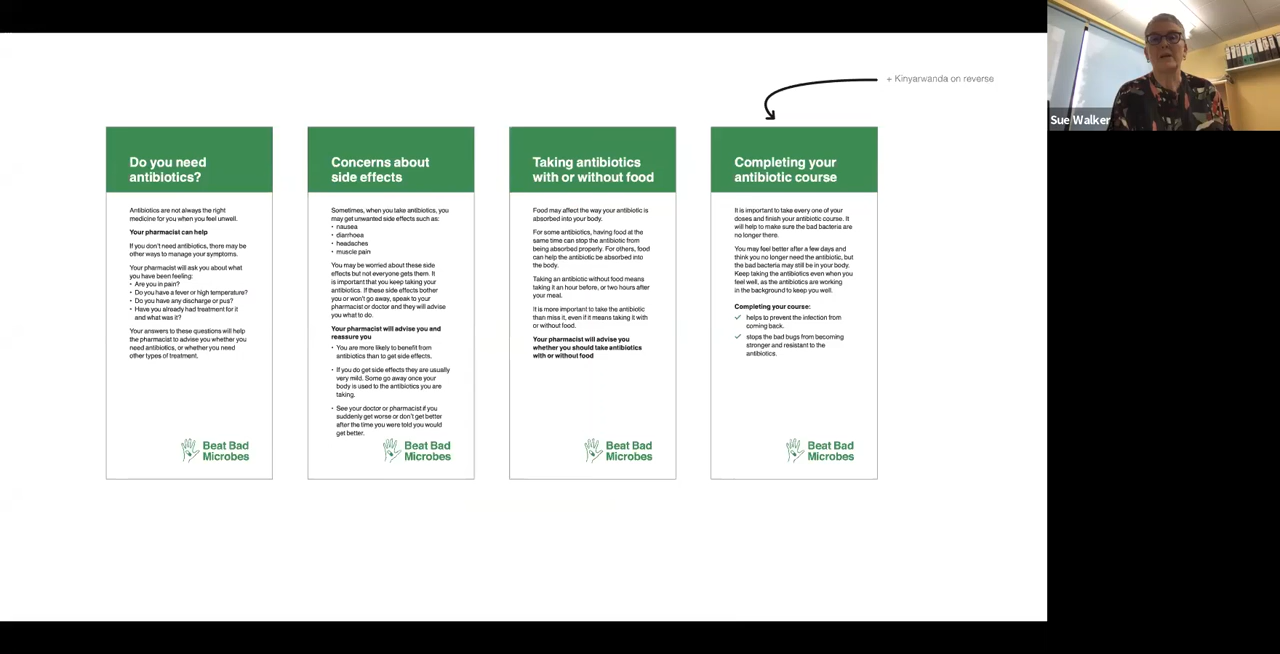 + Kinyarwanda on reverse
Sue Walker
Do you need
antibiotics?
Antibiotics are not always the right
medicine for you when you feel unwell.
Your pharmacist can help
If you don't need antibiotics, there may be
other ways to manage your symptoms.
Your pharmacist will ask you about what
you have been feeling:
• Are you in pain?
• Do you have a fever or high temperature?
• Do you have any discharge or pus?
• Have you already had treatment for it
and what was it?
Your answers to these questions will help
the pharmacist to advise you whether you
need antibiotics, or whether you need
other types of treatment.
Beat Bad
Microbes
Concerns about
side effects
Sometimes, when you take antibiotics, you
may get unwanted side effects such as:
• nausea
• diarrhoea
• headaches
• muscle pain
You may be worried about these side
effects but not everyone gets them. It
is important that you keep taking your
antibiotics. If these side effects bother
you or won't go away, speak to your
pharmacist or doctor and they will advise
you what to do.
Your pharmacist will advise you and
reassure you
• You are more likely to benefit from
antibiotics than to get side effects.
• If you do get side effects they are usually
very mild. Some go away once your
body is used to the antibiotics you are
taking.
• See your doctor or pharmacist if you
suddenly get worse or don't get better
after the time you were told you would
get better.
Beat Bad
Microbes
Taking antibiotics
with or without food
Food may affect the way your antibiotic is
absorbed into your body.
For some antibiotics, having food at the
same time can stop the antibiotic from
being absorbed properly. For others, food
can help the antibiotic be absorbed into
the body.
Taking an antibiotic without food means
taking it an hour before, or two hours after
your meal.
It is more important to take the antibiotic
than miss it, even if it means taking it with
or without food.
Your pharmacist will advise you
whether you should take antibiotics
with or without food
Beat Bad
Microbes
Completing your
antibiotic course
It is important to take every one of your
doses and finish your antibiotic course. It
will help to make sure the bad bacteria are
no longer there.
You may feel better after a few days and
think you no longer need the antibiotic, but
the bad bacteria may still be in your body.
Keep taking the antibiotics even when you
feel well, as the antibiotics are working
in the background to keep you well.
Completing your course:
✓ helps to prevent the infection from
coming back.
✓ stops the bad bugs from becoming
stronger and resistant to the
antibiotics.
Beat Bad
Microbes